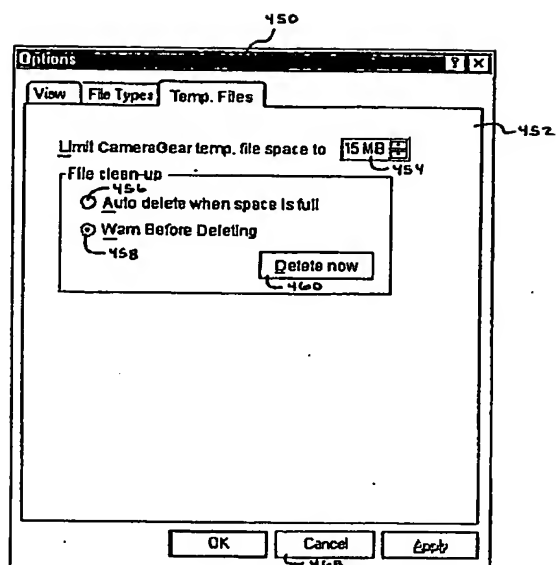 450
Options
View File Types Temp. Files
452
Limit CameraGear temp. file space to 15 MB
454
File clean-up
456
Auto delete when space is full
Warn Before Deleting
458
Delete now
460
OK Cancel Apply